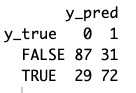 y_pred
y_true 0 1
FALSE 87 31
TRUE 29 72